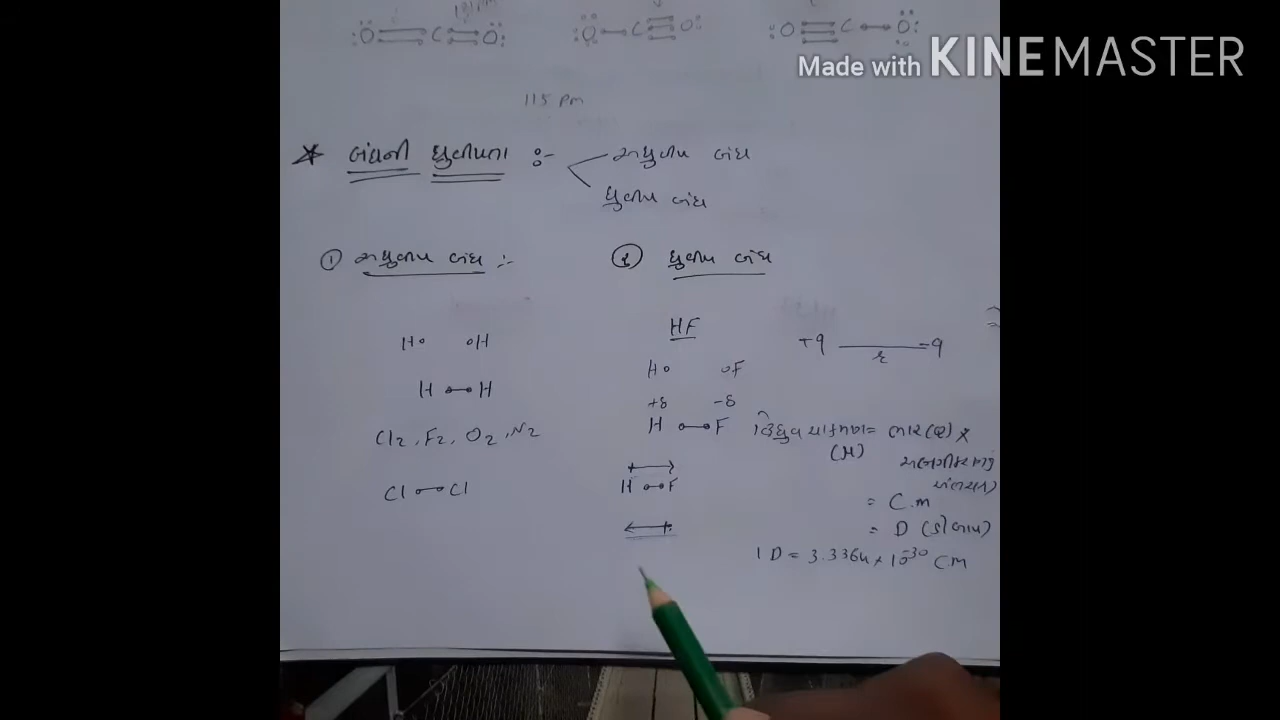 :O C O: :O C O: :O C O:
Made with KINEMASTER
115 Pm
* બંધની ધ્રુવીયતા :- અધ્રુવીય બંધ
ધ્રુવીય બંધ
① અધ્રુવીય બંધ :-
② ધ્રુવીય બંધ
HF
H H
+q -q
r
H F
+δ -δ
H H
H F
Cl2, F2, O2, N2
દ્વિધ્રુવ ચાકમાત્રા = ભાર (Q) ×
(μ)
H F
Cl Cl
= C.m
= D (ડિબાય)
1 D = 3.3364 × 10-30 C.m